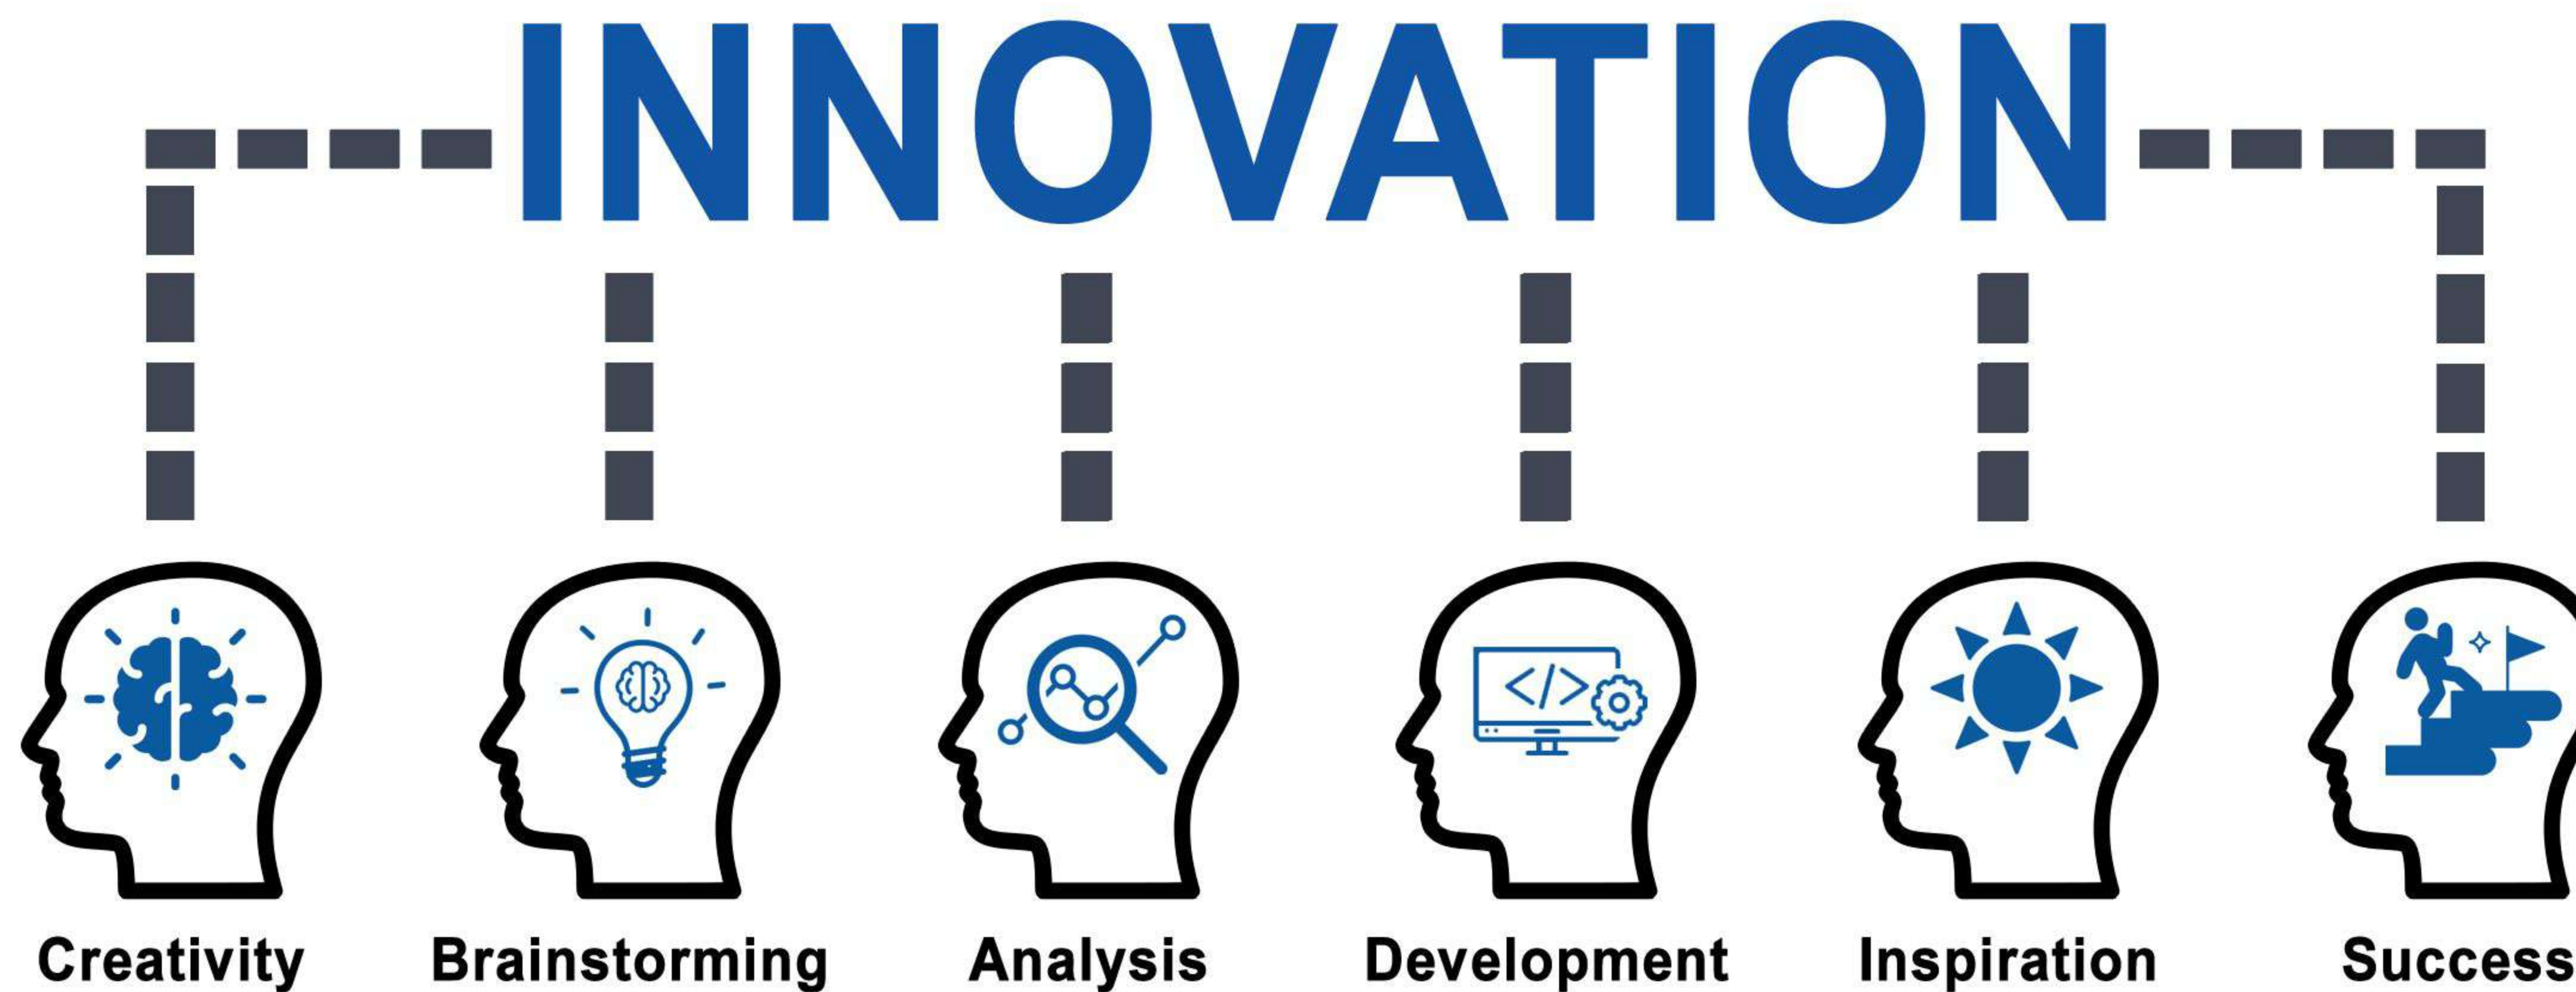 INNOVATION
</>
Creativity Brainstorming Analysis Development Inspiration Success